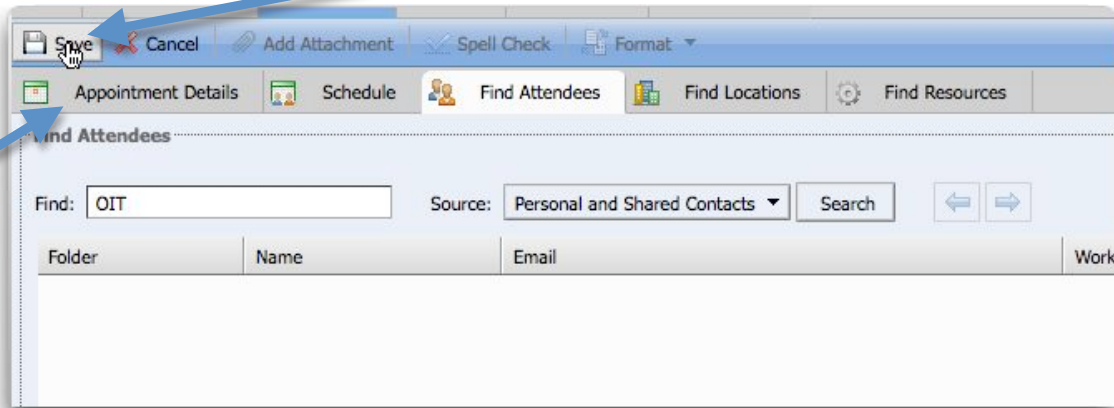 Save Cancel Add Attachment Spell Check Format
Appointment Details Schedule Find Attendees Find Locations Find Resources
Find Attendees
Find: OIT Source: Personal and Shared Contacts Search
Folder Name Email Work